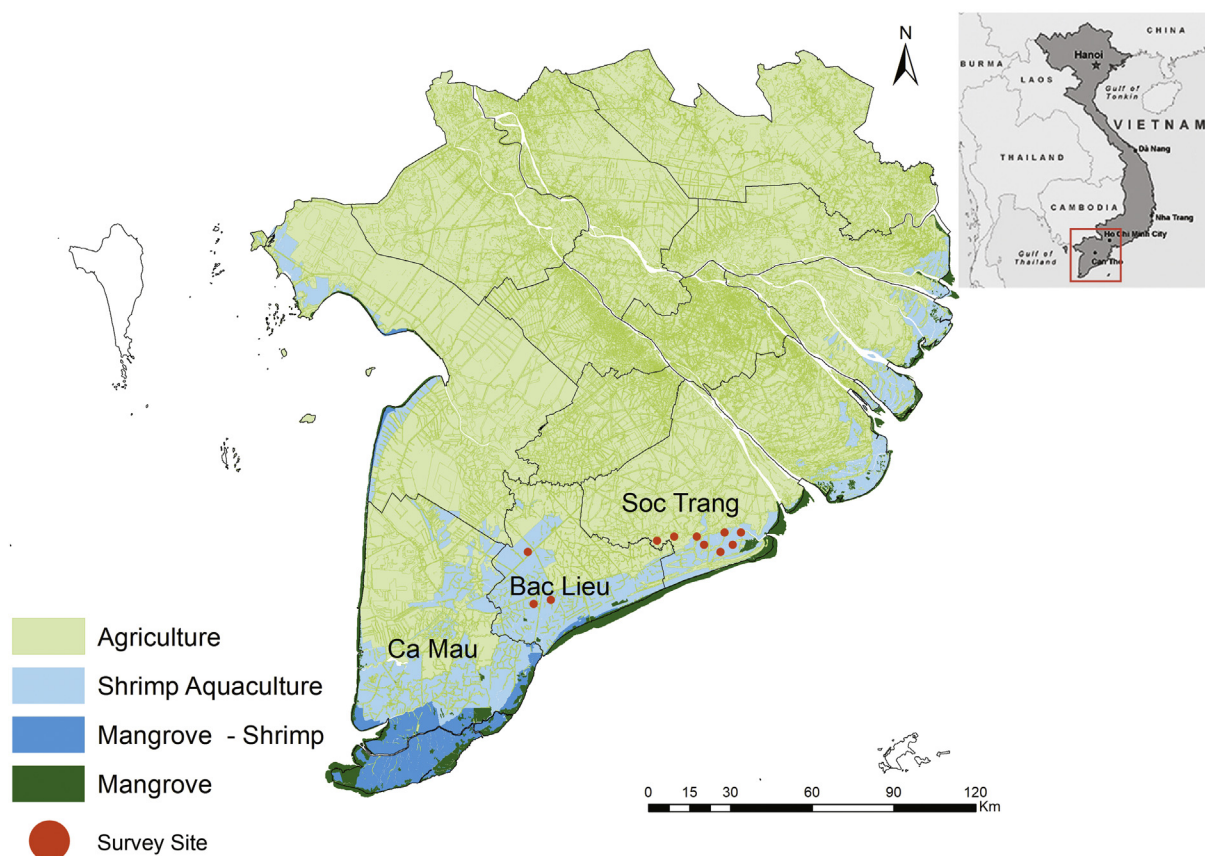 N
CHINA
Hanoi
BURMA
LAOS
Gulf of
Tonkin
VIETNAM
Dà Nang
THAILAND
CAMBODIA
Nha Trang
Ho Chi Minh City
Gulf of
Thailand
Can Tho
Soc Trang
Bac Lieu
Ca Mau
Agriculture
Shrimp Aquaculture
Mangrove - Shrimp
Mangrove
Survey Site
0 15 30 60 90 120
Km